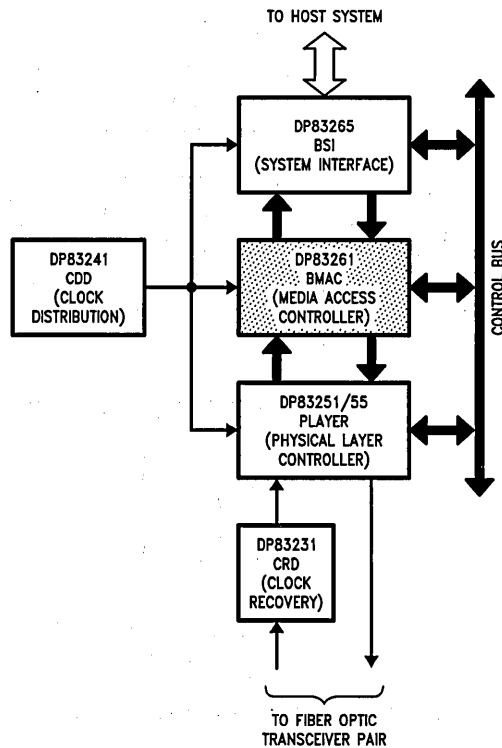 TO HOST SYSTEM
DP83265
BSI
(SYSTEM INTERFACE)
DP83241
CDD
(CLOCK
DISTRIBUTION)
DP83261
BMAC
(MEDIA ACCESS
CONTROLLER)
CONTROL BUS
DP83251/55
PLAYER
(PHYSICAL LAYER
CONTROLLER)
DP83231
CRD
(CLOCK
RECOVERY)
TO FIBER OPTIC
TRANSCEIVER PAIR